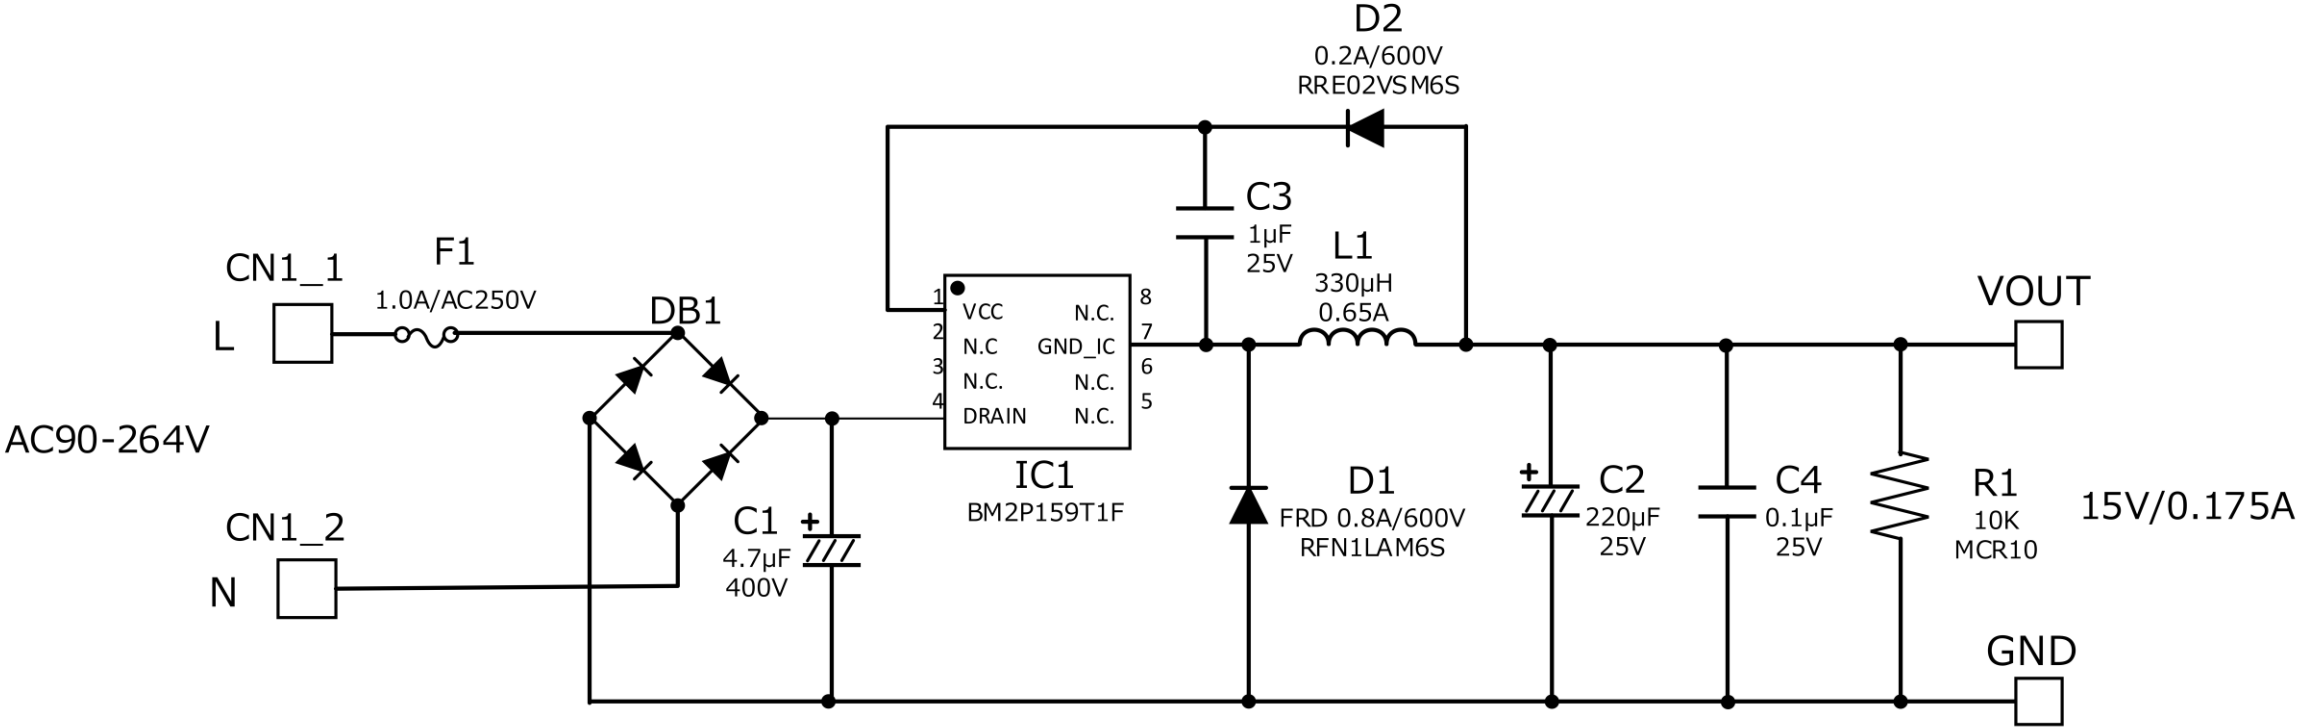 D2
0.2A/600V
RRE02VSM6S
C3
1μF
25V
L1
330μH
0.65A
CN1_1
F1
1.0A/AC250V
L
DB1
1
VCC
N.C.
8
2
N.C
GND_IC
7
3
N.C.
N.C.
6
4
DRAIN
N.C.
5
IC1
BM2P159T1F
VOUT
AC90-264V
CN1_2
N
C1
+
4.7μF
400V
D1
FRD 0.8A/600V
RFN1LAM6S
+
C2
220μF
25V
C4
0.1μF
25V
R1
10K
MCR10
15V/0.175A
GND